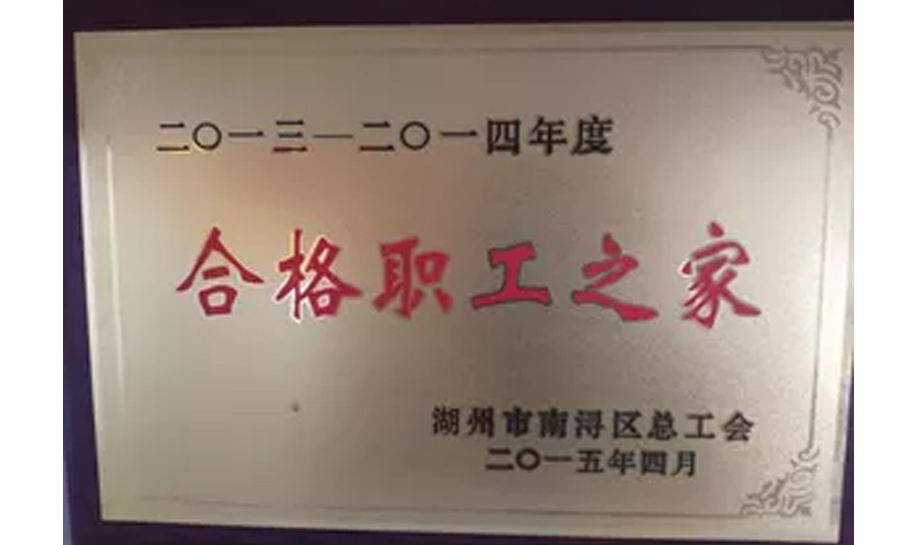 二〇一三—二〇一四年度
合格职工之家
湖州市南浔区总工会
二〇一五年四月